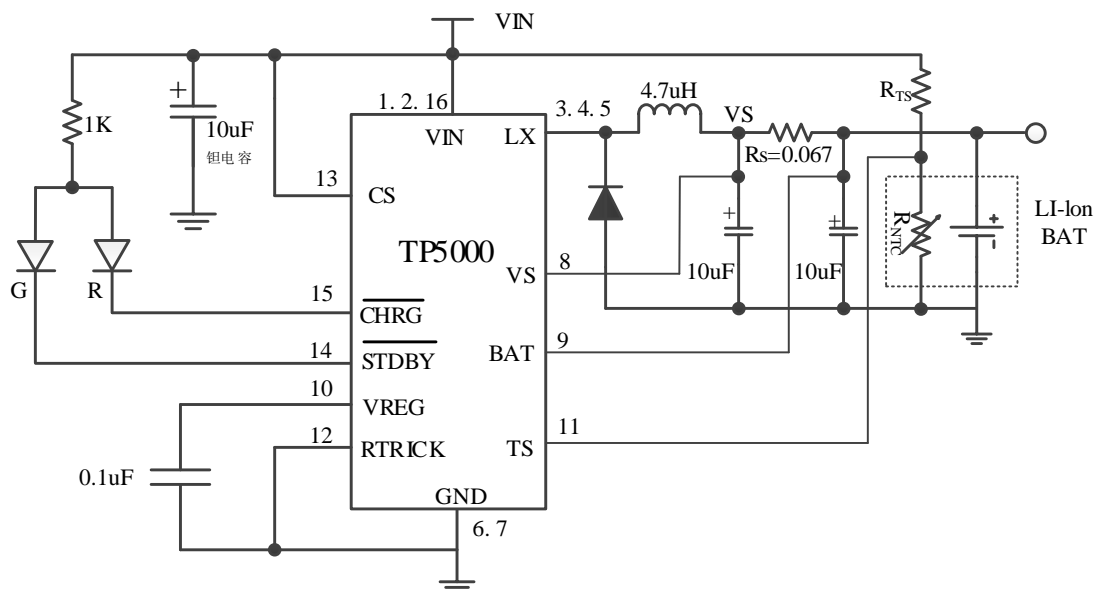 VIN
1K
10uF
钽电容
1. 2. 16
VIN
3. 4. 5
LX
4.7uH
VS
Rs=0.067
RTS
13
CS
TP5000
G
R
15
CHRG
14
STDBY
10
VREG
12
RTRICK
0.1uF
GND
6. 7
VS
8
BAT
9
TS
11
10uF
10uF
RNTC
LI-Ion
BAT